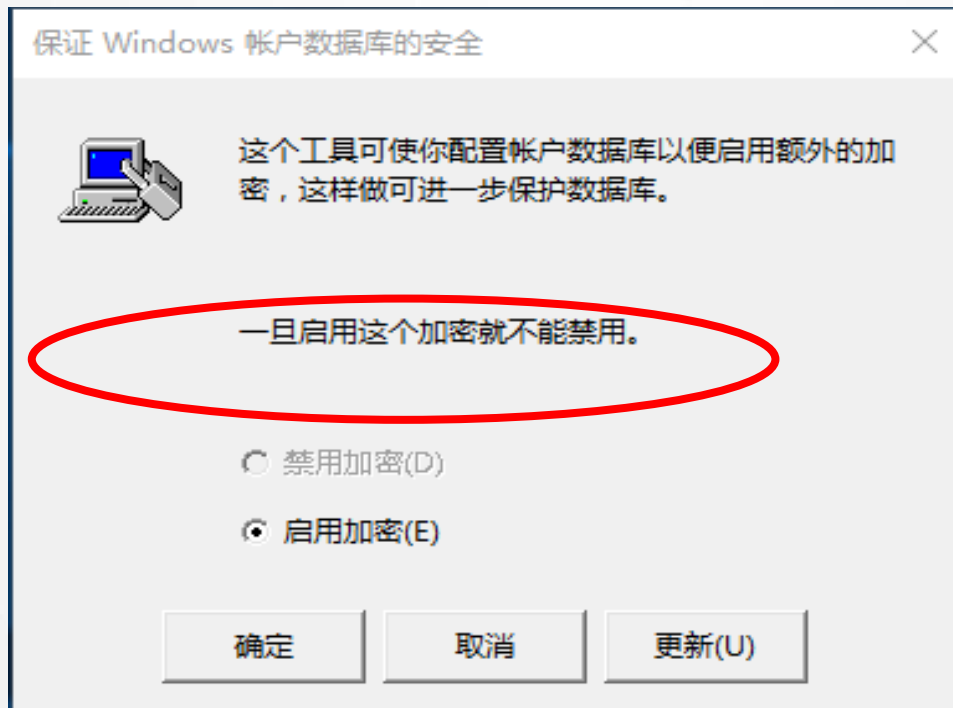 保证 Windows 帐户数据库的安全
这个工具可使你配置帐户数据库以便启用额外的加
密，这样做可进一步保护数据库。
一旦启用这个加密就不能禁用。
禁用加密(D)
启用加密(E)
确定 取消 更新(U)